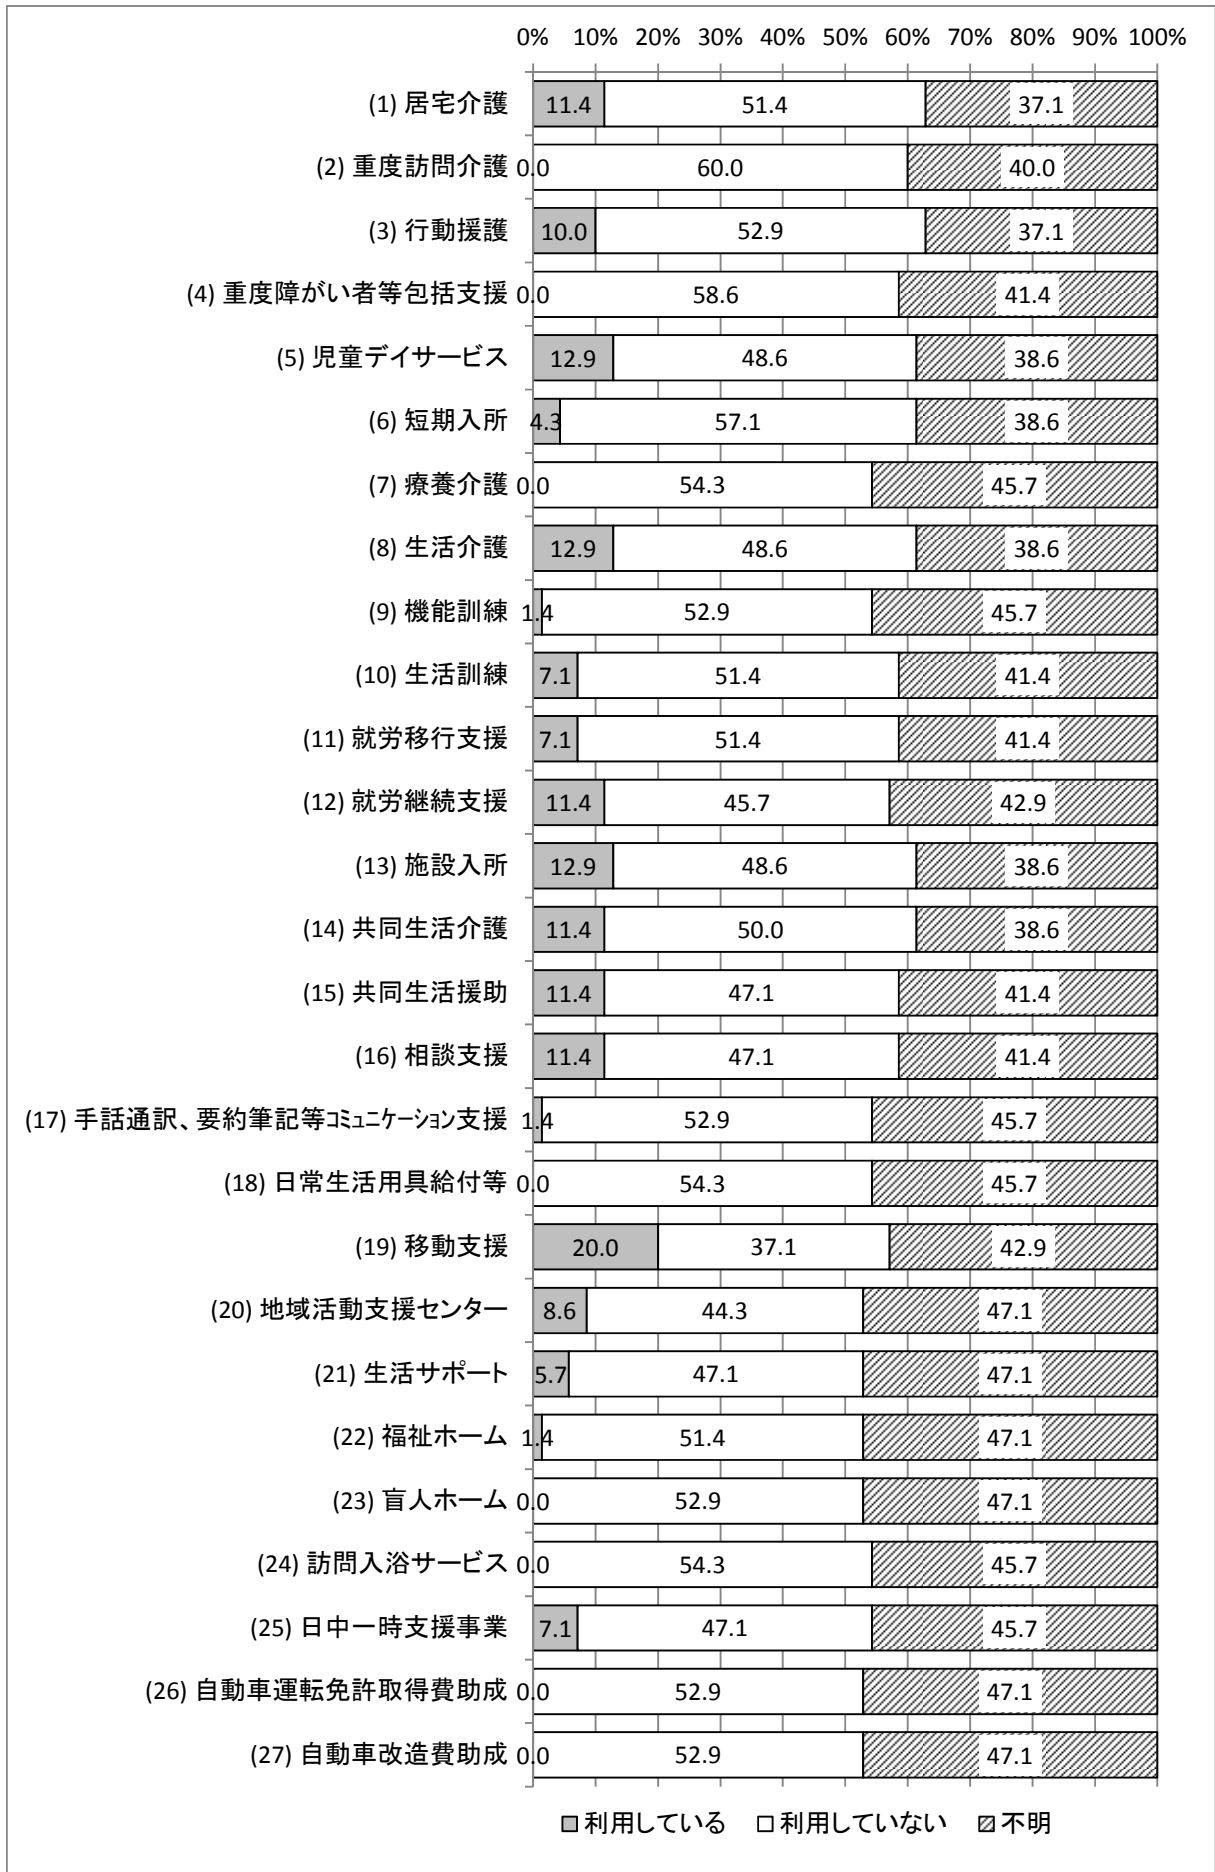 0% 10% 20% 30% 40% 50% 60% 70% 80% 90% 100%
(1) 居宅介護 11.4 51.4 37.1
(2) 重度訪問介護 0.0 60.0 40.0
(3) 行動援護 10.0 52.9 37.1
(4) 重度障がい者等包括支援 0.0 58.6 41.4
(5) 児童デイサービス 12.9 48.6 38.6
(6) 短期入所 4.3 57.1 38.6
(7) 療養介護 0.0 54.3 45.7
(8) 生活介護 12.9 48.6 38.6
(9) 機能訓練 1.4 52.9 45.7
(10) 生活訓練 7.1 51.4 41.4
(11) 就労移行支援 7.1 51.4 41.4
(12) 就労継続支援 11.4 45.7 42.9
(13) 施設入所 12.9 48.6 38.6
(14) 共同生活介護 11.4 50.0 38.6
(15) 共同生活援助 11.4 47.1 41.4
(16) 相談支援 11.4 47.1 41.4
(17) 手話通訳、要約筆記等ｺﾐｭﾆｹｰｼｮﾝ支援 1.4 52.9 45.7
(18) 日常生活用具給付等 0.0 54.3 45.7
(19) 移動支援 20.0 37.1 42.9
(20) 地域活動支援センター 8.6 44.3 47.1
(21) 生活サポート 5.7 47.1 47.1
(22) 福祉ホーム 1.4 51.4 47.1
(23) 盲人ホーム 0.0 52.9 47.1
(24) 訪問入浴サービス 0.0 54.3 45.7
(25) 日中一時支援事業 7.1 47.1 45.7
(26) 自動車運転免許取得費助成 0.0 52.9 47.1
(27) 自動車改造費助成 0.0 52.9 47.1
利用している 利用していない 不明